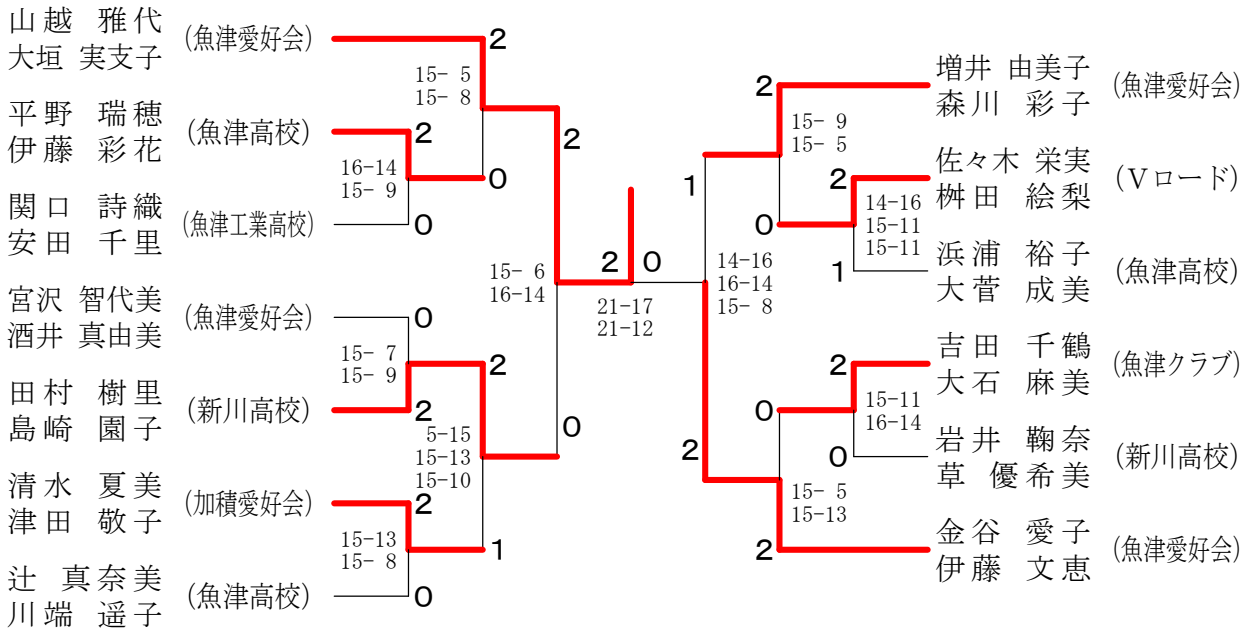 山越 雅代
大垣 実支子
(魚津愛好会)
2
15- 5
15- 8
平野 瑞穂
伊藤 彩花
(魚津高校)
2
16-14
15- 9
0
関口 詩織
安田 千里
(魚津工業高校)
0
2
15- 6
16-14
宮沢 智代美
酒井 真由美
(魚津愛好会)
0
15- 7
15- 9
2
田村 樹里
島崎 園子
(新川高校)
2
5-15
15-13
15-10
0
清水 夏美
津田 敬子
(加積愛好会)
2
15-13
15- 8
1
辻 真奈美
川端 遥子
(魚津高校)
0
2 0
21-17
21-12
増井 由美子
森川 彩子
(魚津愛好会)
2
15- 9
15- 5
1
佐々木 栄実
桝田 絵梨
(Vロード)
2
14-16
15-11
15-11
0
浜浦 裕子
大菅 成美
(魚津高校)
1
14-16
16-14
15- 8
吉田 千鶴
大石 麻美
(魚津クラブ)
2
15-11
16-14
0
岩井 鞠奈
草 優希美
(新川高校)
0
2
15- 5
15-13
金谷 愛子
伊藤 文恵
(魚津愛好会)
2